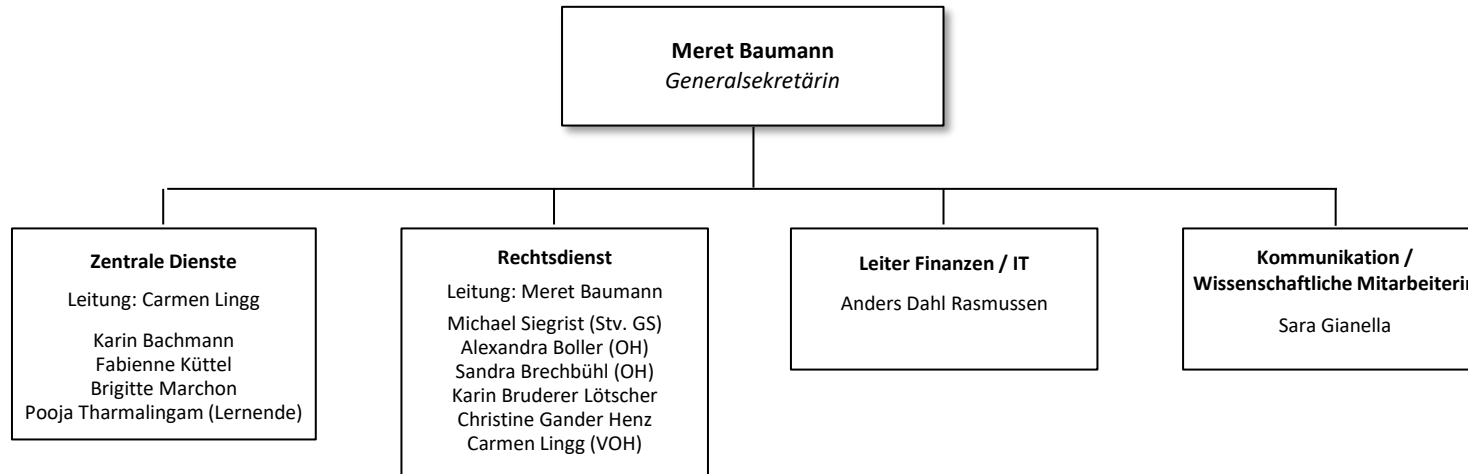 Meret Baumann
Generalsekretärin
Zentrale Dienste
Leitung: Carmen Lingg
Karin Bachmann
Fabienne Küttel
Brigitte Marchon
Pooja Tharmalingam (Lernende)
Rechtsdienst
Leitung: Meret Baumann
Michael Siegrist (Stv. GS)
Alexandra Boller (OH)
Sandra Brechbühl (OH)
Karin Bruderer Lötscher
Christine Gander Henz
Carmen Lingg (VOH)
Leiter Finanzen / IT
Anders Dahl Rasmussen
Kommunikation /
Wissenschaftliche Mitarbeiterin
Sara Gianella